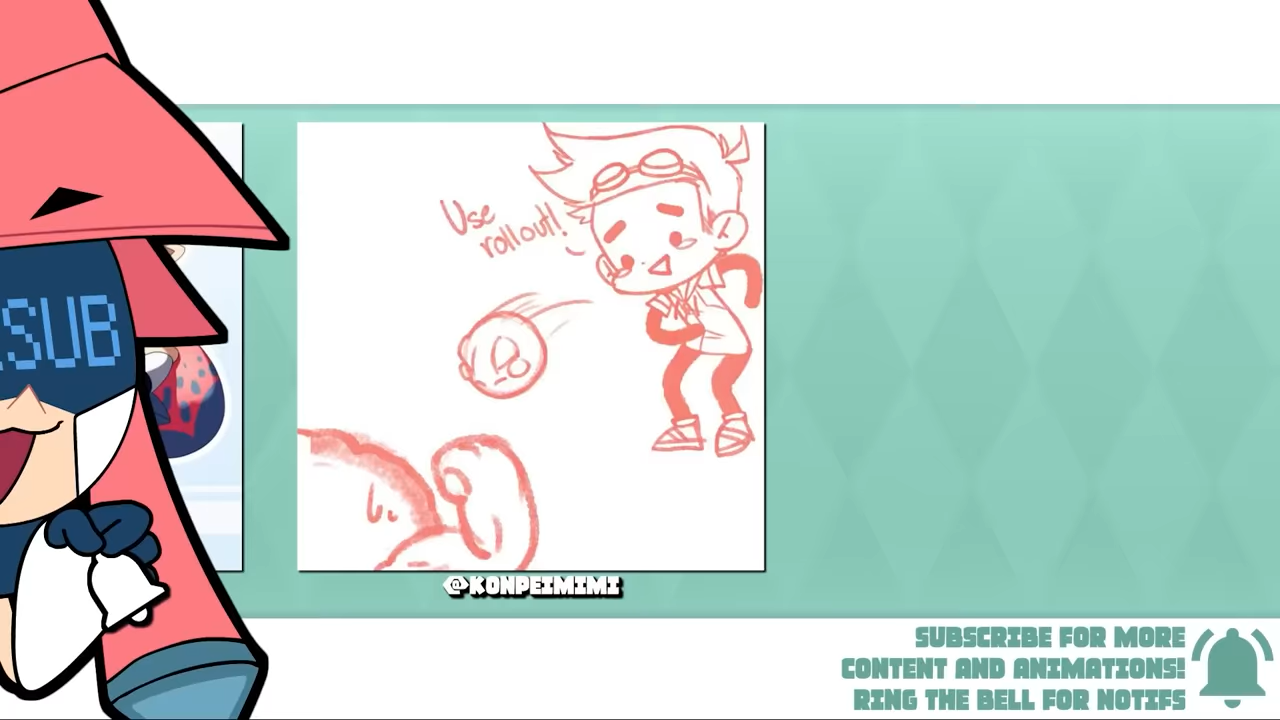 Use
rollout!
SUB
@KONPEIMIMI
SUBSCRIBE FOR MORE
CONTENT AND ANIMATIONS!
RING THE BELL FOR NOTIFS